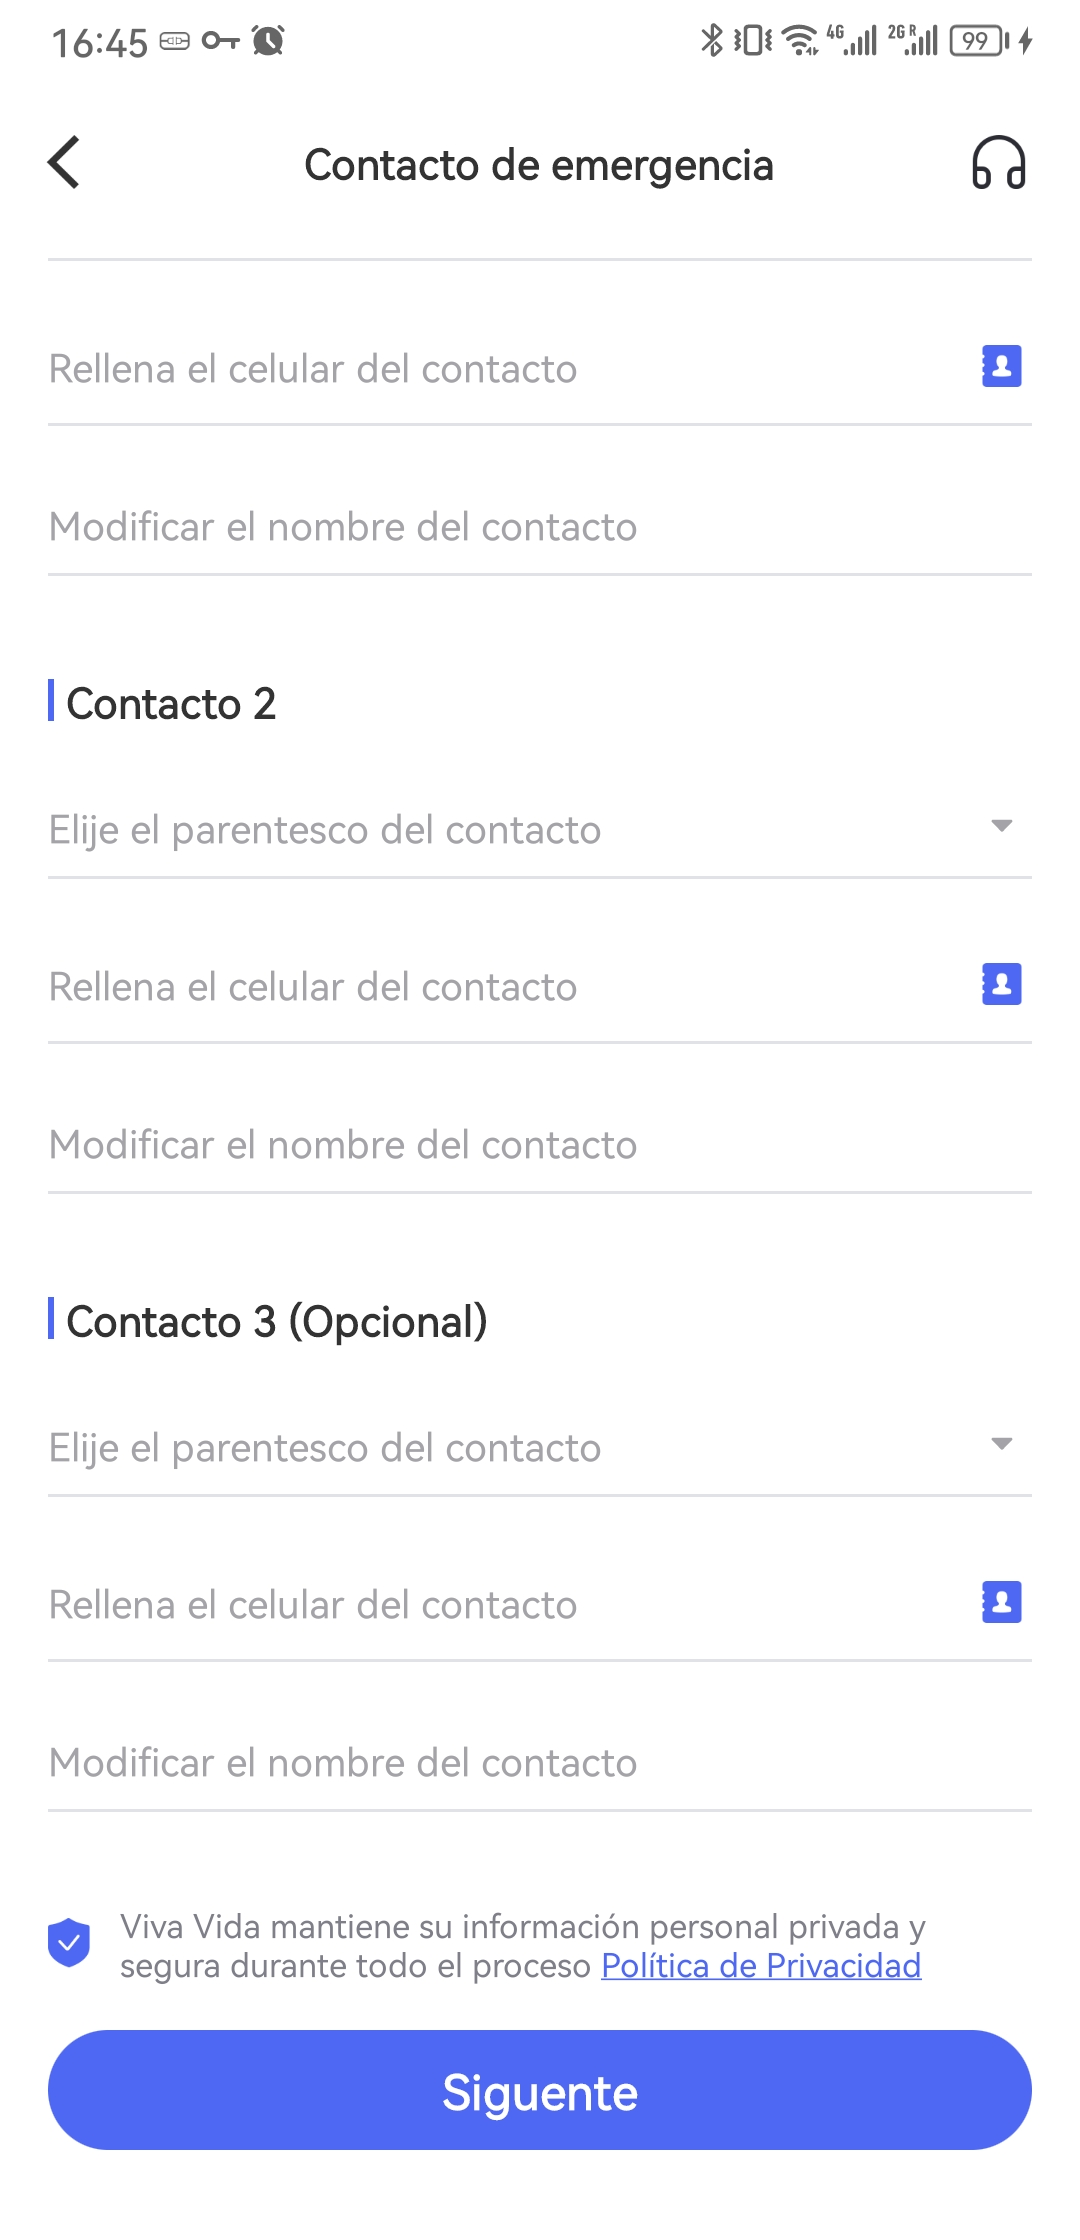 16:45
4G
2G R
99
Contacto de emergencia
Rellena el celular del contacto
Modificar el nombre del contacto
Contacto 2
Elije el parentesco del contacto
Rellena el celular del contacto
Modificar el nombre del contacto
Contacto 3 (Opcional)
Elije el parentesco del contacto
Rellena el celular del contacto
Modificar el nombre del contacto
Viva Vida mantiene su información personal privada y
segura durante todo el proceso Política de Privacidad
Siguente